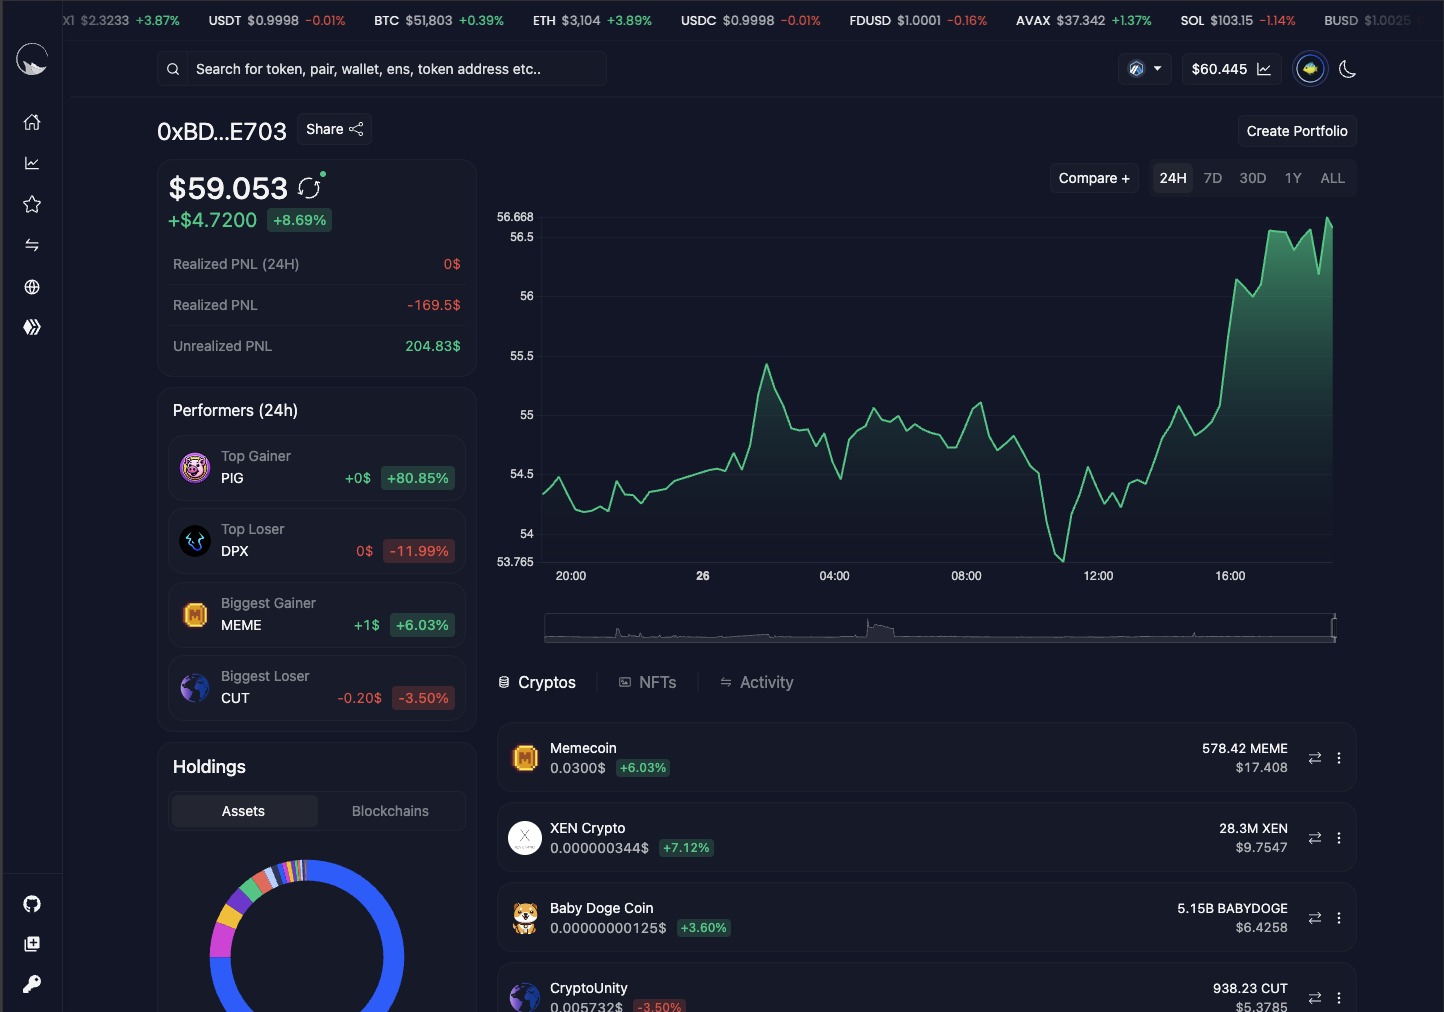 $2.3233 +3.87% USDT $0.9998 -0.01% BTC $51,803 +0.39% ETH $3,104 +3.89% USDC $0.9998 -0.01% FDUSD $1.0001 -0.16% AVAX $37.342 +1.37% SOL $103.15 -1.14% BUSD $1.0025
Search for token, pair, wallet, ens, token address etc..
$60.445
0xBD...E703
Share
Create Portfolio
$59.053
+$4.7200 +8.69%
Realized PNL (24H) 0$
Realized PNL -169.5$
Unrealized PNL 204.83$
Performers (24h)
Top Gainer
PIG +0$ +80.85%
Top Loser
DPX 0$ -11.99%
Biggest Gainer
MEME +1$ +6.03%
Biggest Loser
CUT -0.20$ -3.50%
Holdings
Assets Blockchains
Compare + 24H 7D 30D 1Y ALL
56.668
56.5
56
55.5
55
54.5
54
53.765
20:00 26 04:00 08:00 12:00 16:00
Cryptos NFTs Activity
Memecoin 578.42 MEME
0.0300$ +6.03% $17.408
XEN Crypto 28.3M XEN
0.000000344$ +7.12% $9.7547
Baby Doge Coin 5.15B BABYDOGE
0.00000000125$ +3.60% $6.4258
CryptoUnity 938.23 CUT
0.005732$ -3.50% $5.3785